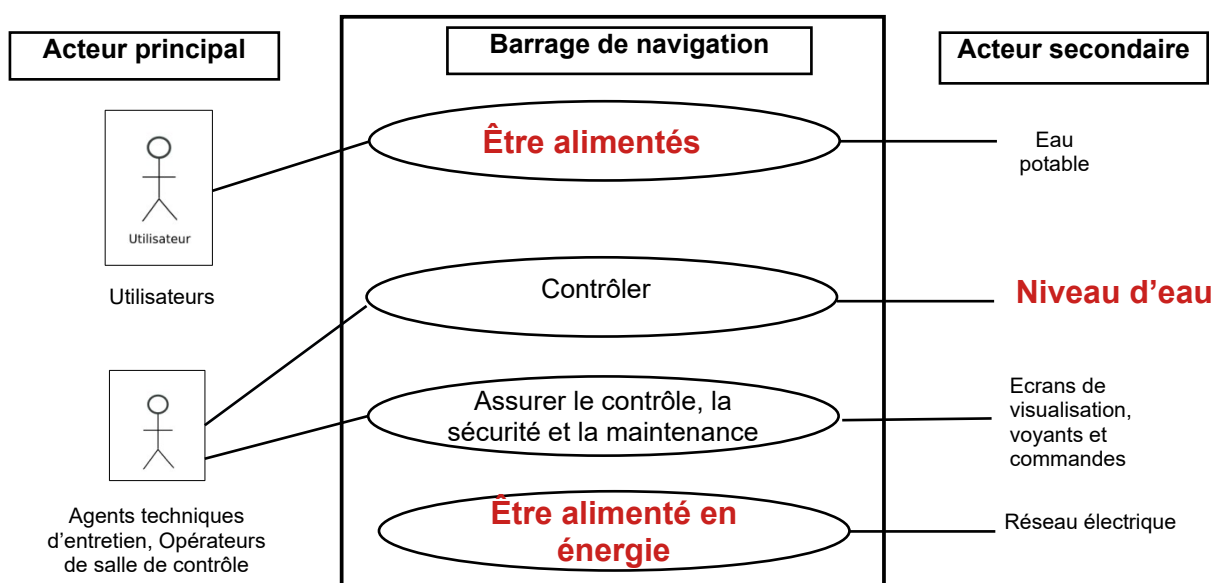 Acteur principal
Barrage de navigation
Acteur secondaire
Être alimentés
Eau
potable
Utilisateur
Utilisateurs
Contrôler
Niveau d’eau
Assurer le contrôle, la
sécurité et la maintenance
Ecrans de
visualisation,
voyants et
commandes
Agents techniques
d’entretien, Opérateurs
de salle de contrôle
Être alimenté en
énergie
Réseau électrique